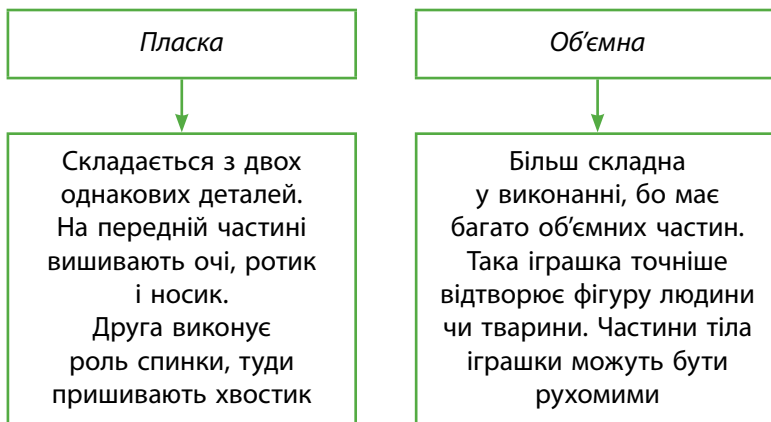 Пласка
Складається з двох
однакових деталей.
На передній частині
вишивають очі, ротик
і носик.
Друга виконує
роль спинки, туди
пришивають хвостик
Об’ємна
Більш складна
у виконанні, бо має
багато об’ємних частин.
Така іграшка точніше
відтворює фігуру людини
чи тварини. Частини тіла
іграшки можуть бути
рухомими